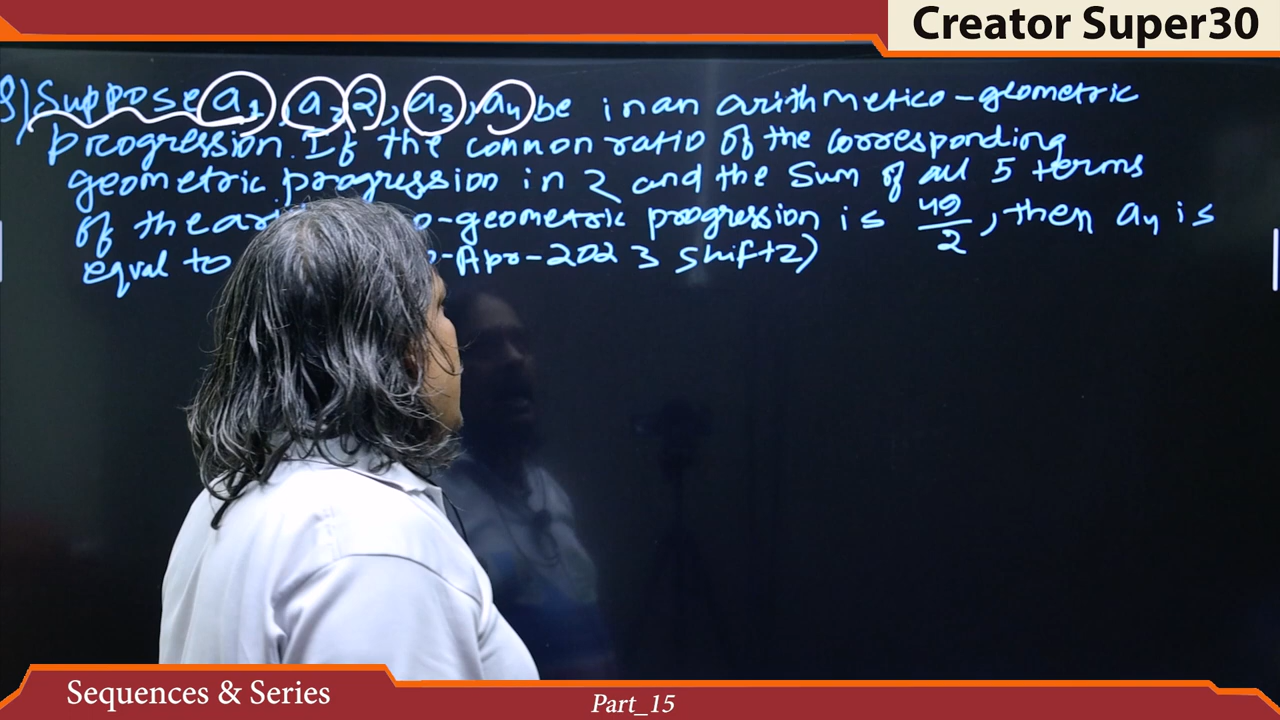 Creator Super30
Suppose a1, a2, 2, a3, a4 be in an arithmetico-geometric
progression. If the common ratio of the corresponding
geometric progression in 2 and the sum of all 5 terms
of the ari o-geometric progression is 49/2, then a4 is
equal to -Apr-2023 shift2)
Sequences & Series
Part_15